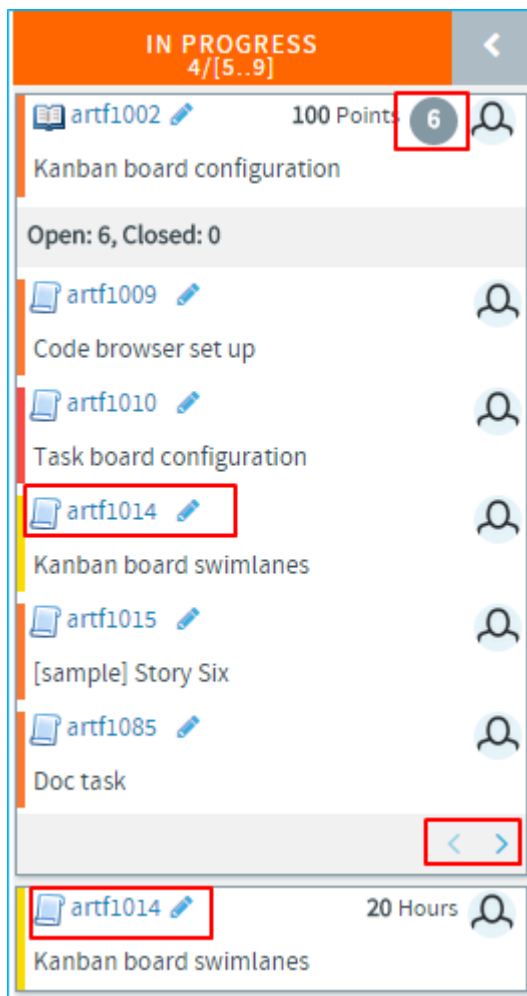 IN PROGRESS
4/[5..9]
artf1002 100 Points 6
Kanban board configuration
Open: 6, Closed: 0
artf1009
Code browser set up
artf1010
Task board configuration
artf1014
Kanban board swimlanes
artf1015
[sample] Story Six
artf1085
Doc task
artf1014 20 Hours
Kanban board swimlanes